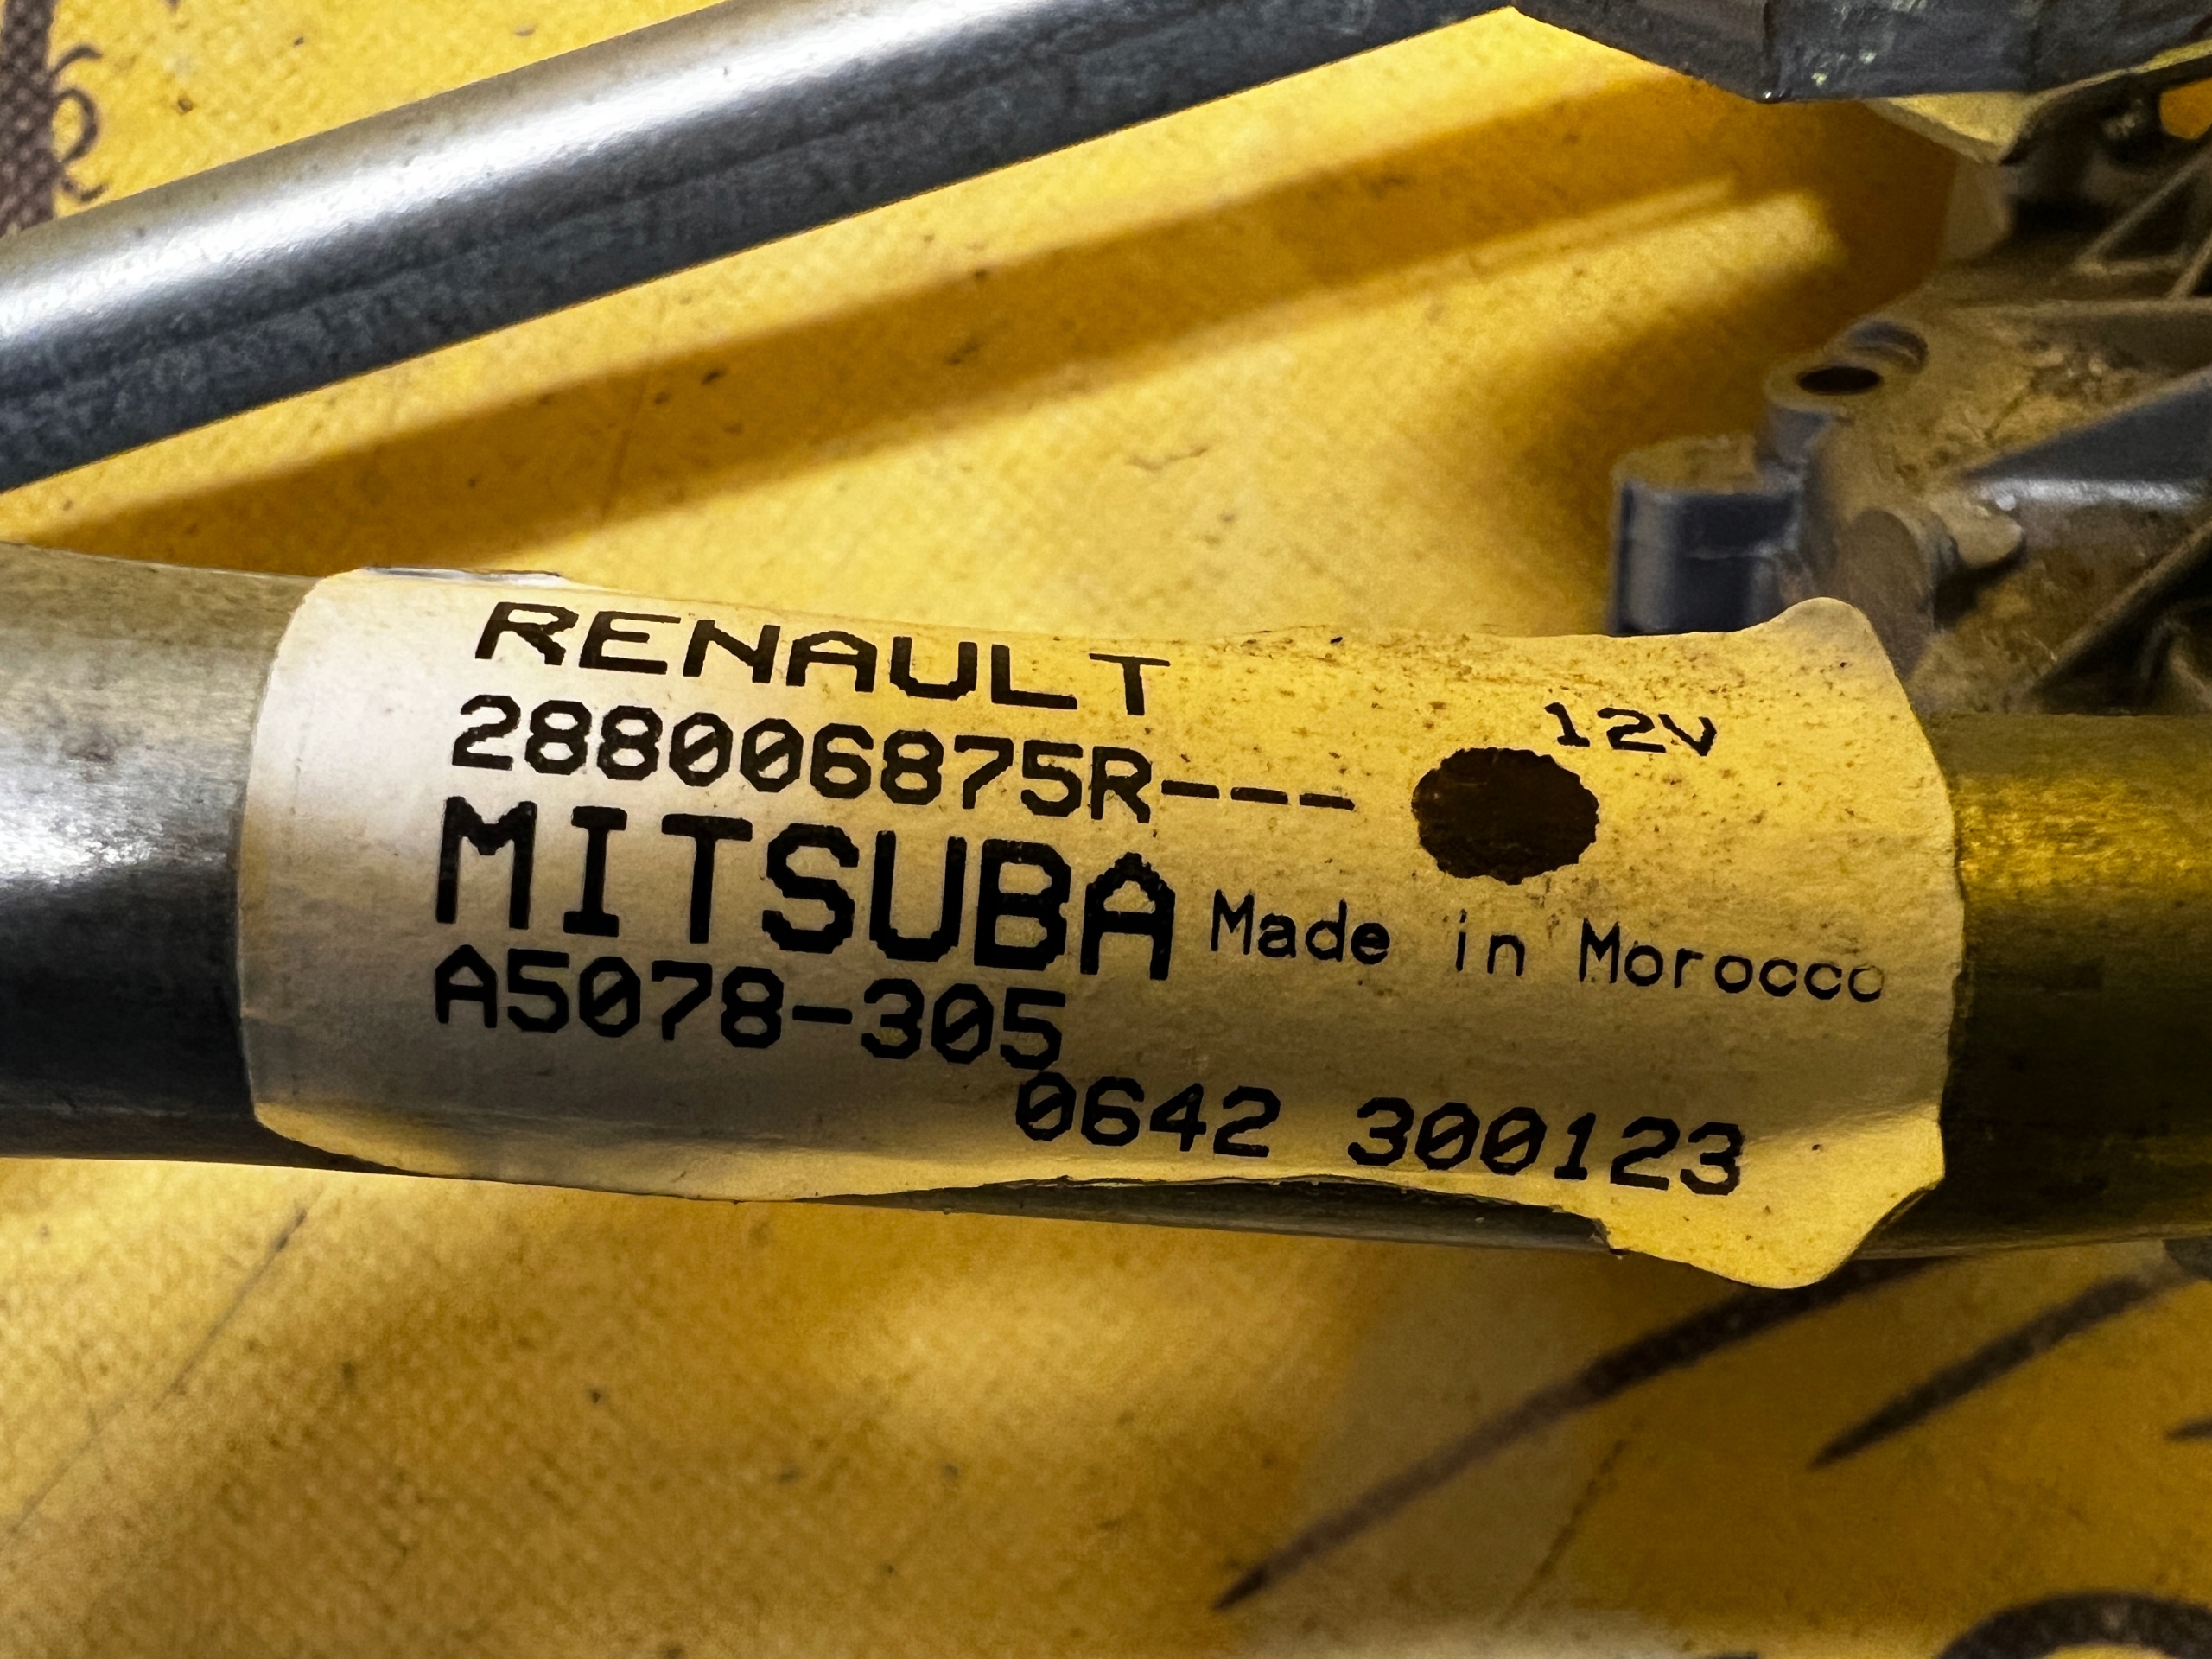 RENAULT
288006875R---
12V
MITSUBA Made in Morocco
A5078-305
0642 300123